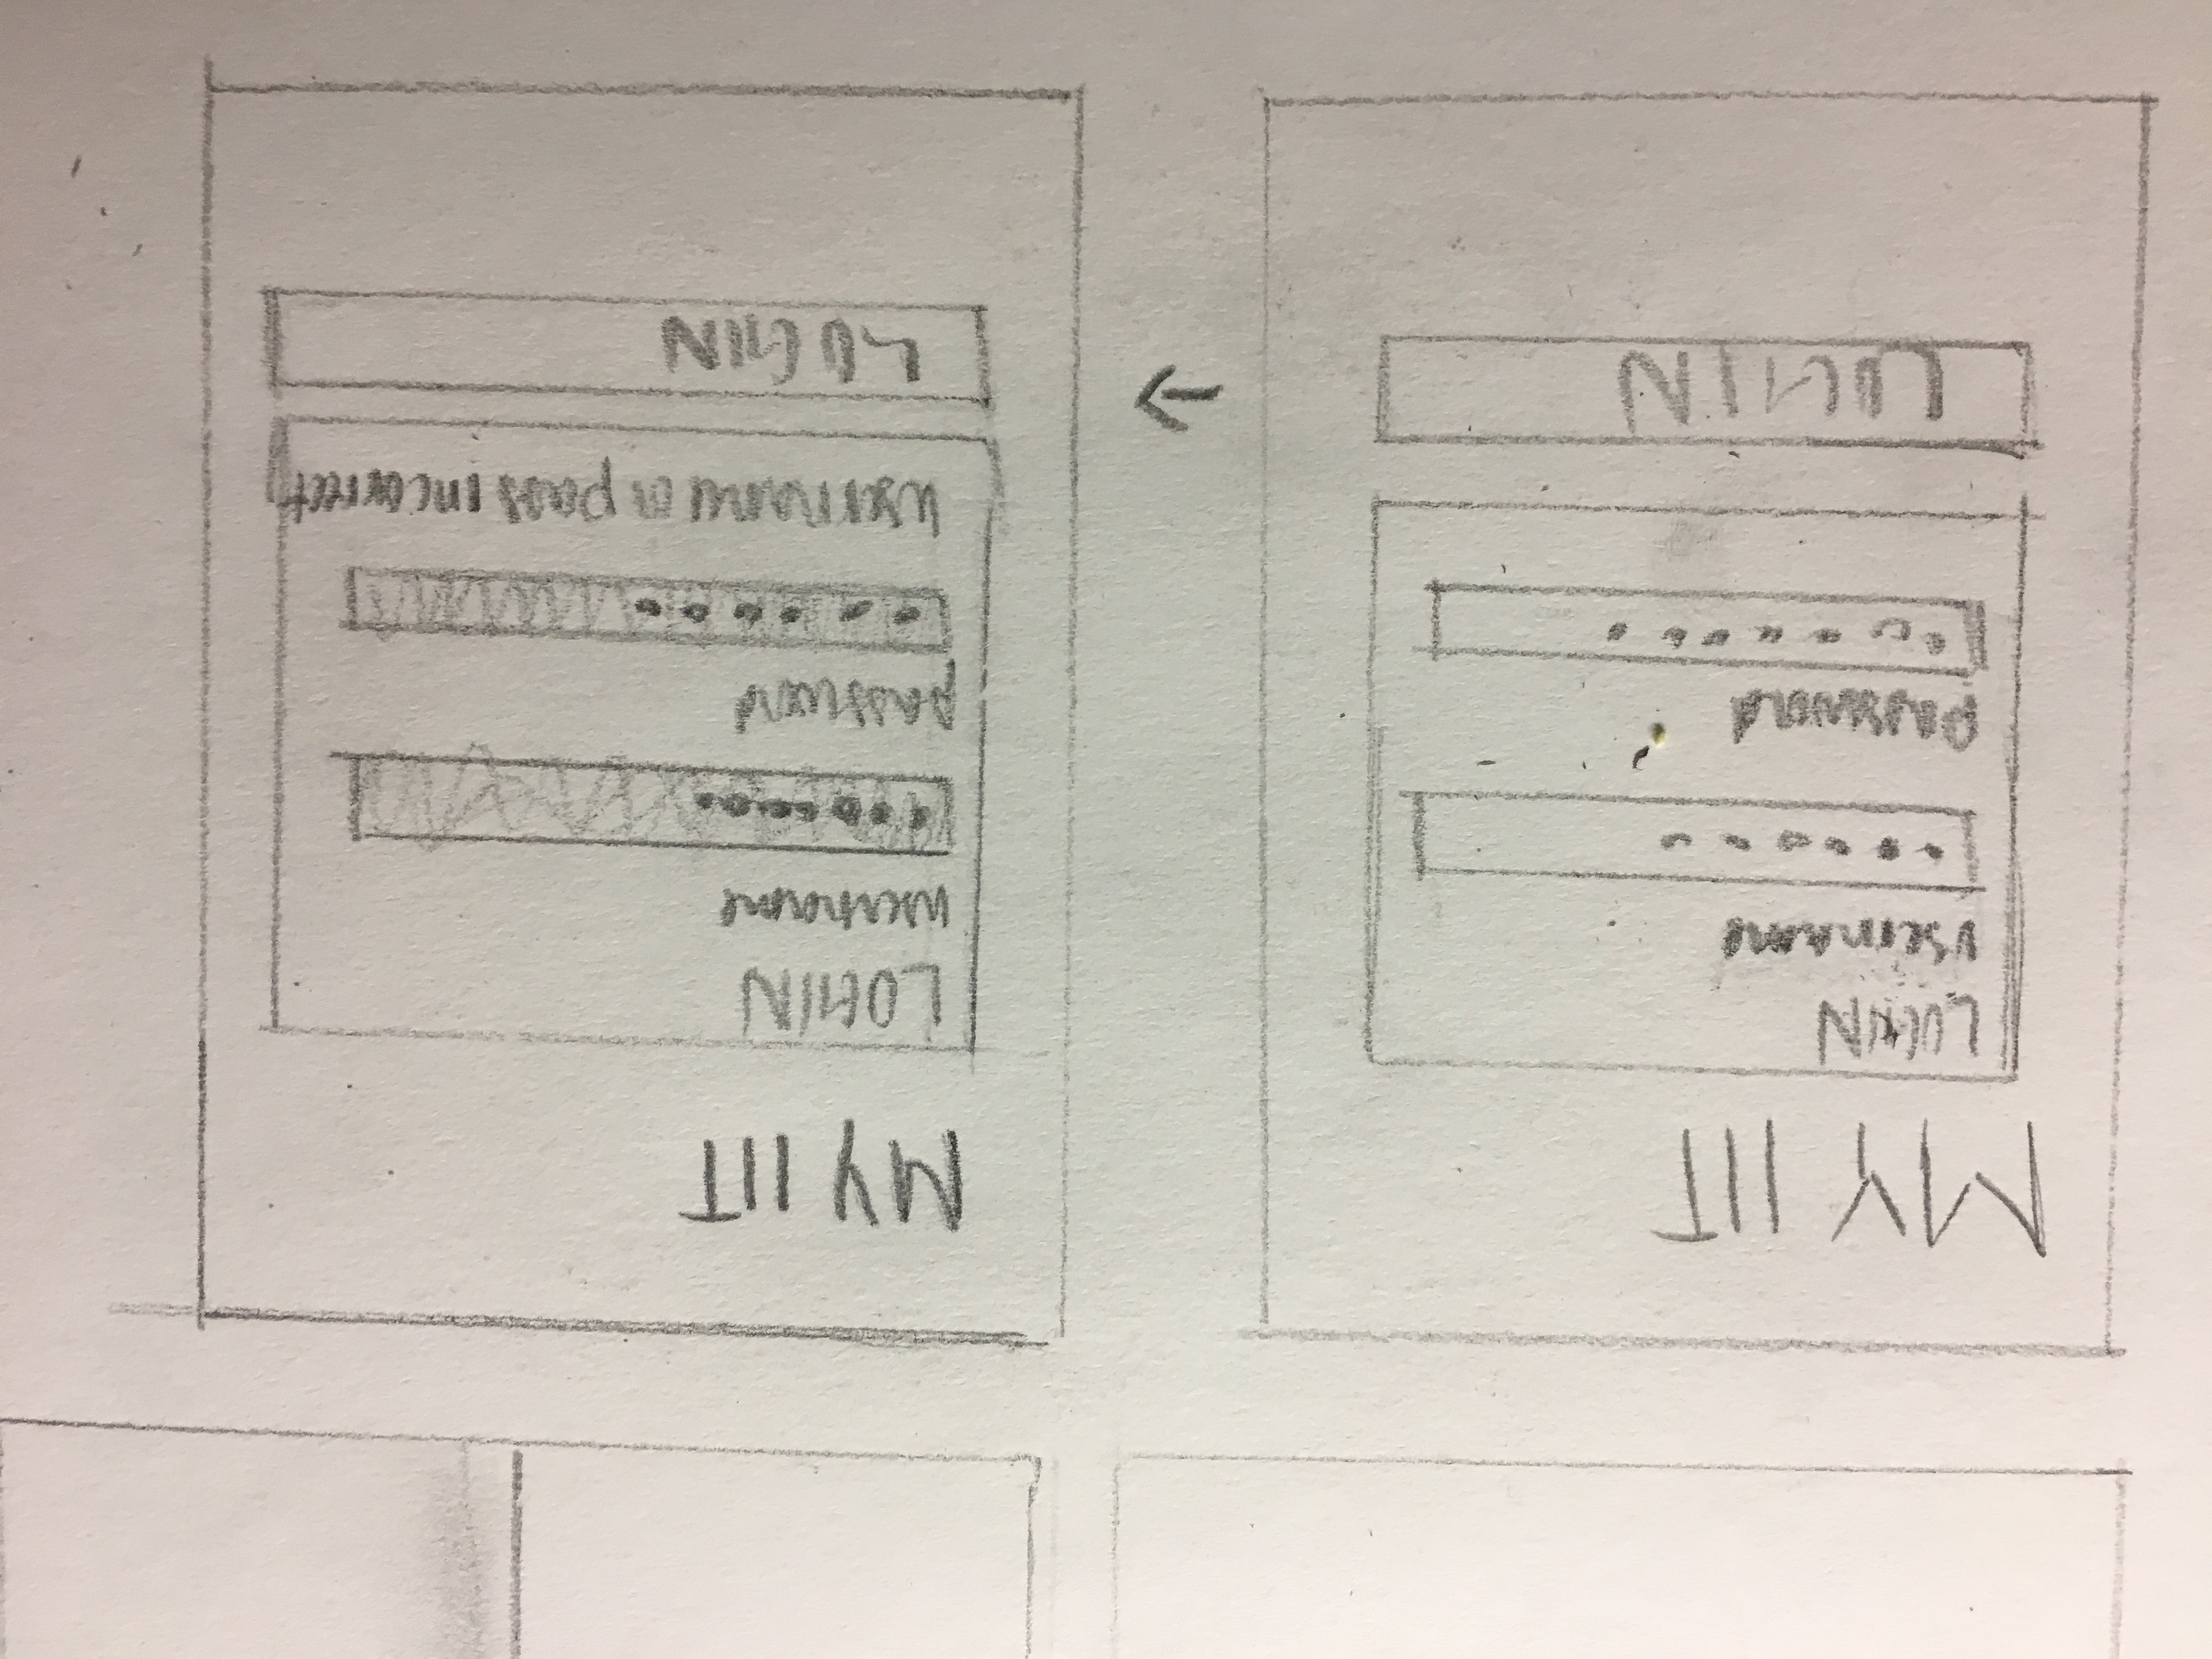 MY IIT
LOGIN
username
password
LOGIN
MY IIT
LOGIN
username
password
username or pass incorrect
LOGIN